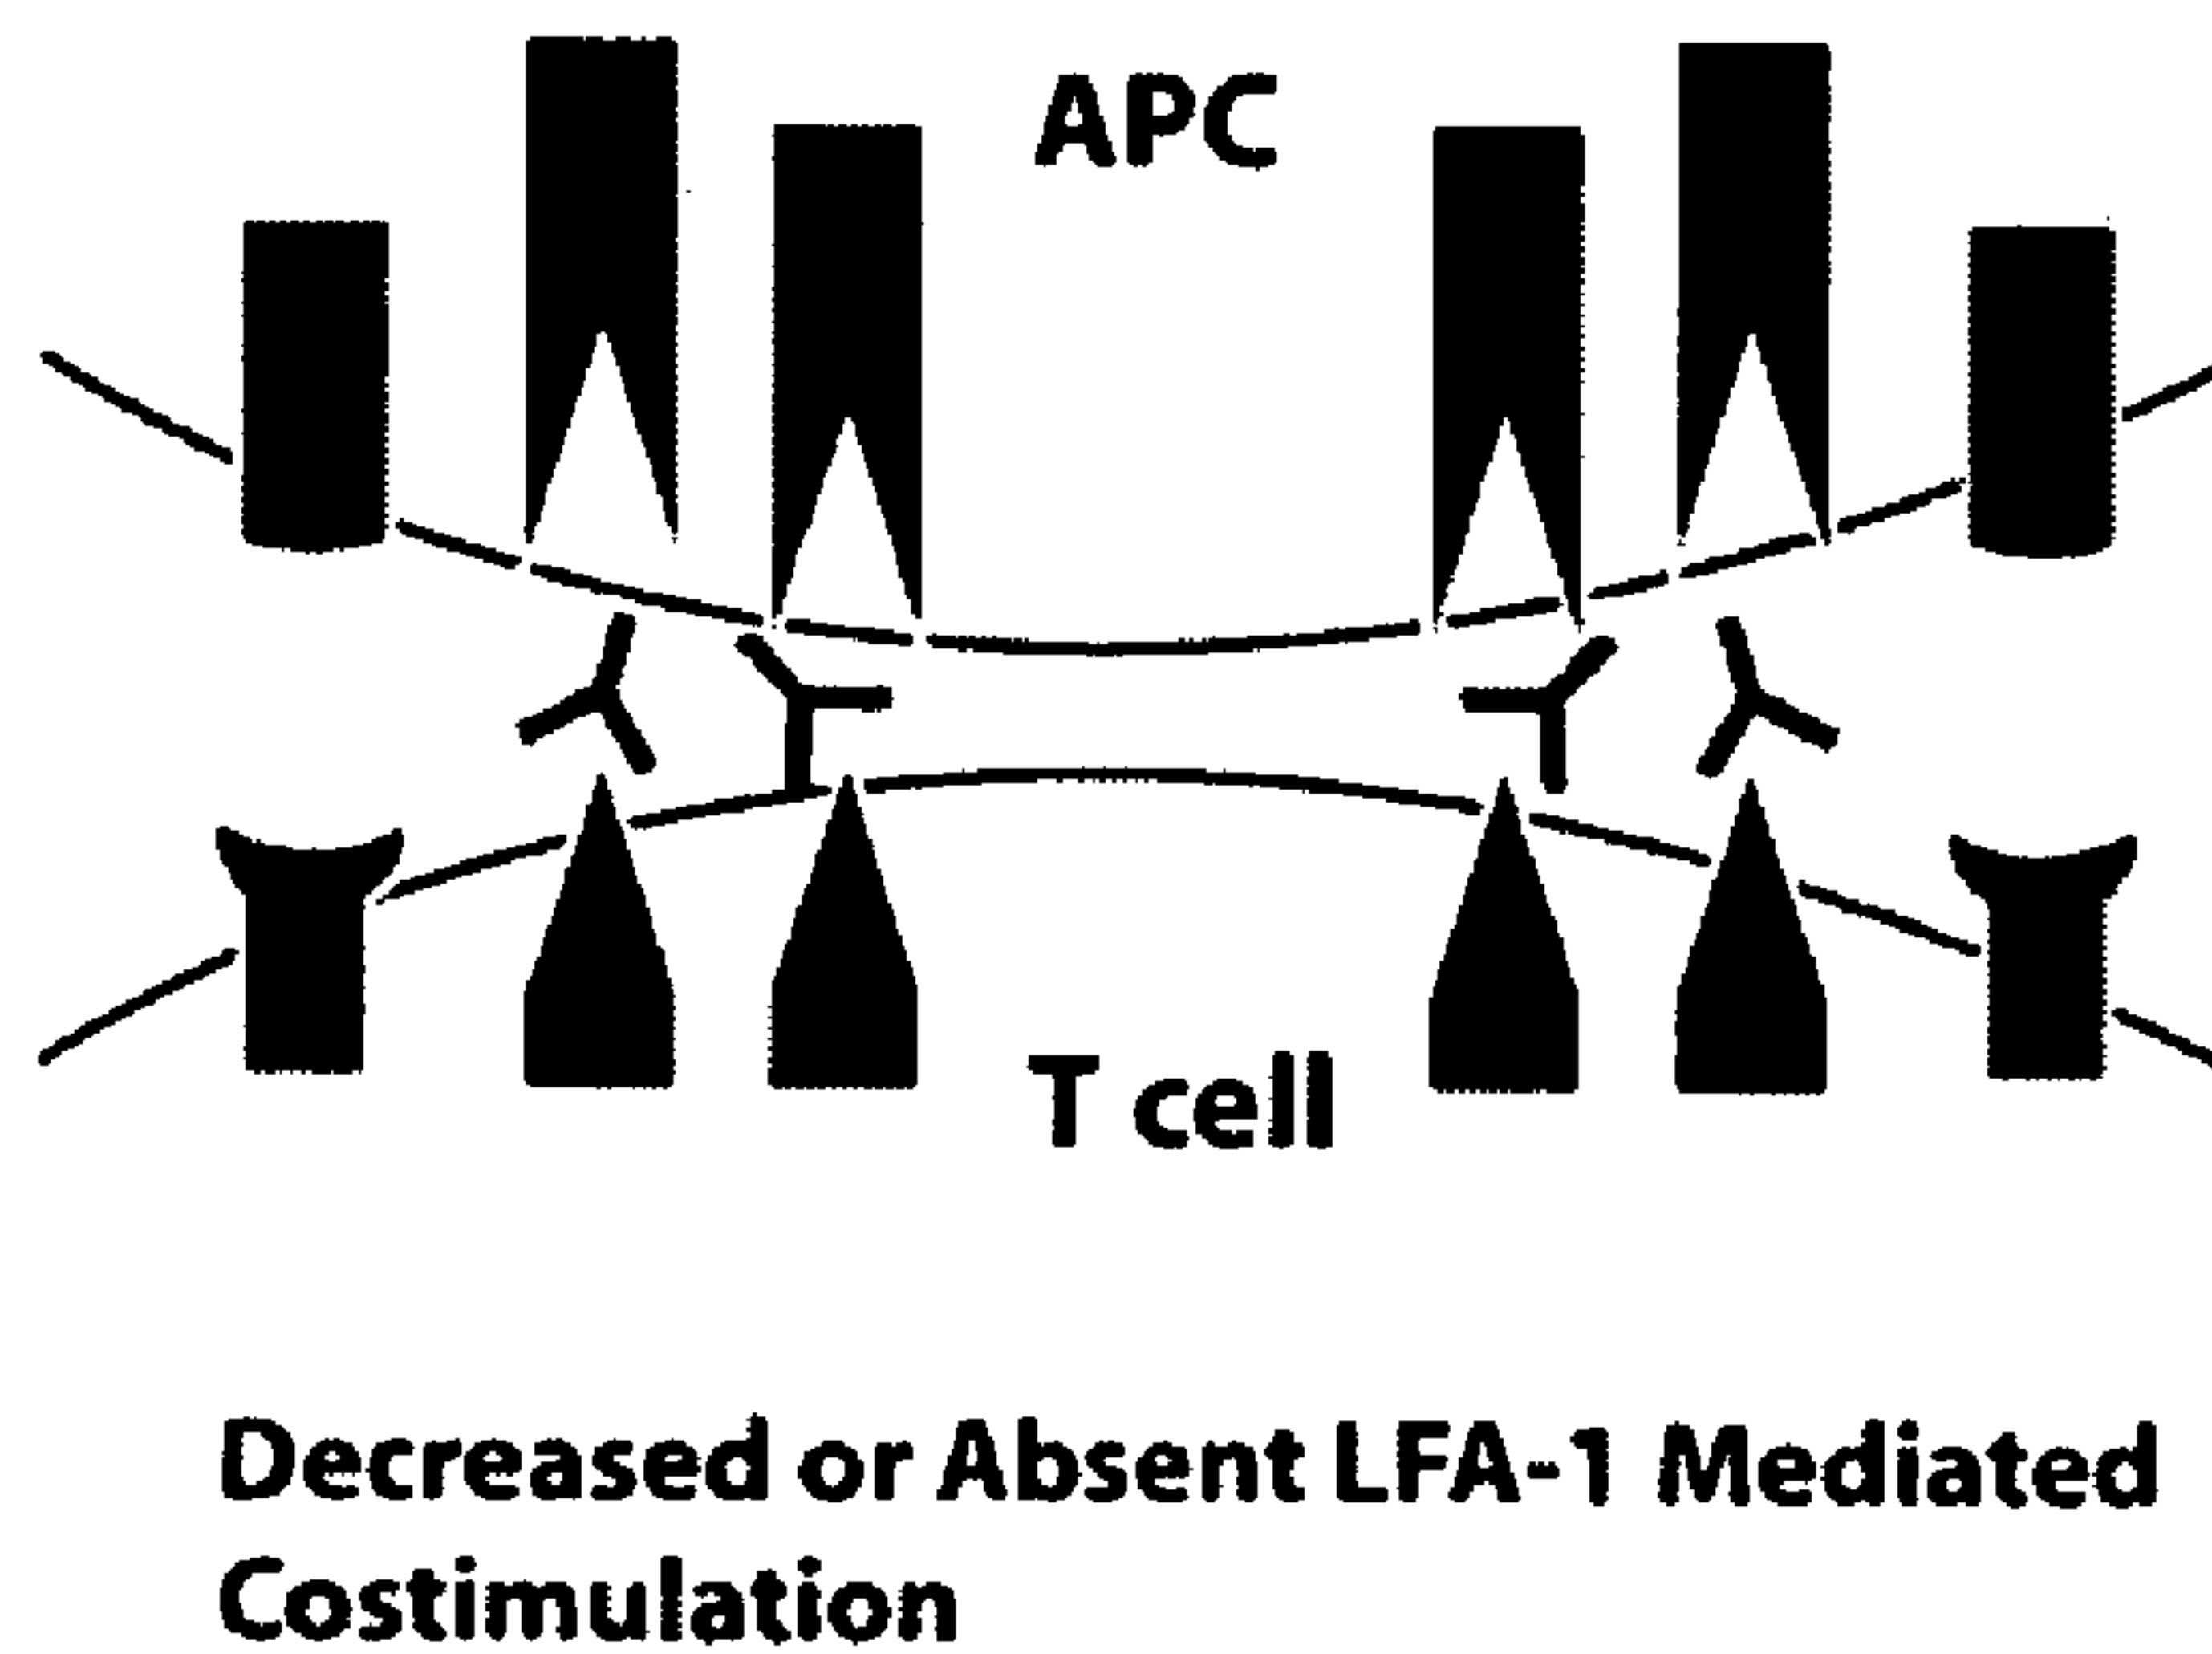 APC
T cell
Decreased or Absent LFA-1 Mediated
Costimulation